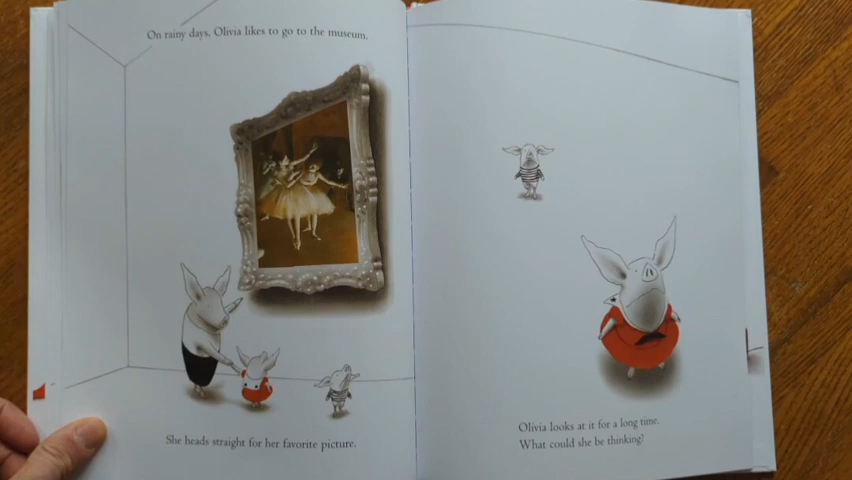 On rainy days, Olivia likes to go to the museum.
She heads straight for her favorite picture.
Olivia looks at it for a long time.
What could she be thinking?